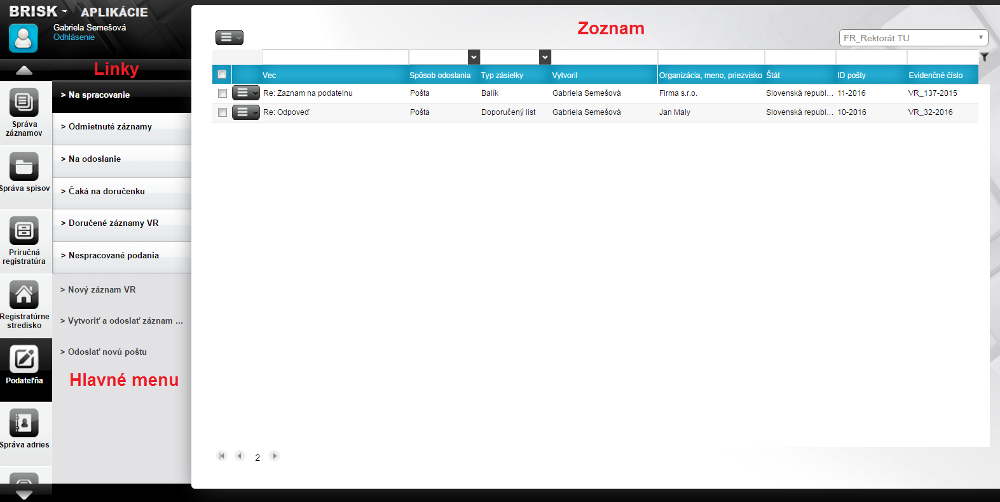 BRISK
APLIKÁCIE
Gabriela Semešová
Odhlásenie
Linky
Správa
záznamov
Správa spisov
Príručná
registratúra
Registratúrne
stredisko
Podateľňa
Správa adries
> Na spracovanie
> Odmietnuté záznamy
> Na odoslanie
> Čaká na doručenku
> Doručené záznamy VR
> Nespracované podania
> Nový záznam VR
> Vytvoriť a odoslať záznam ...
> Odoslať novú poštu
Hlavné menu
Zoznam
FR_Rektorát TU
Vec Spôsob odoslania Typ zásielky Vytvoril Organizácia, meno, priezvisko Štát ID pošty Evidenčné číslo
Re: Zaznam na podatelnu Pošta Balík Gabriela Semešová Firma s.r.o. Slovenská republ... 11-2016 VR_137-2015
Re: Odpoveď Pošta Doporučený list Gabriela Semešová Jan Maly Slovenská republ... 10-2016 VR_32-2016
2